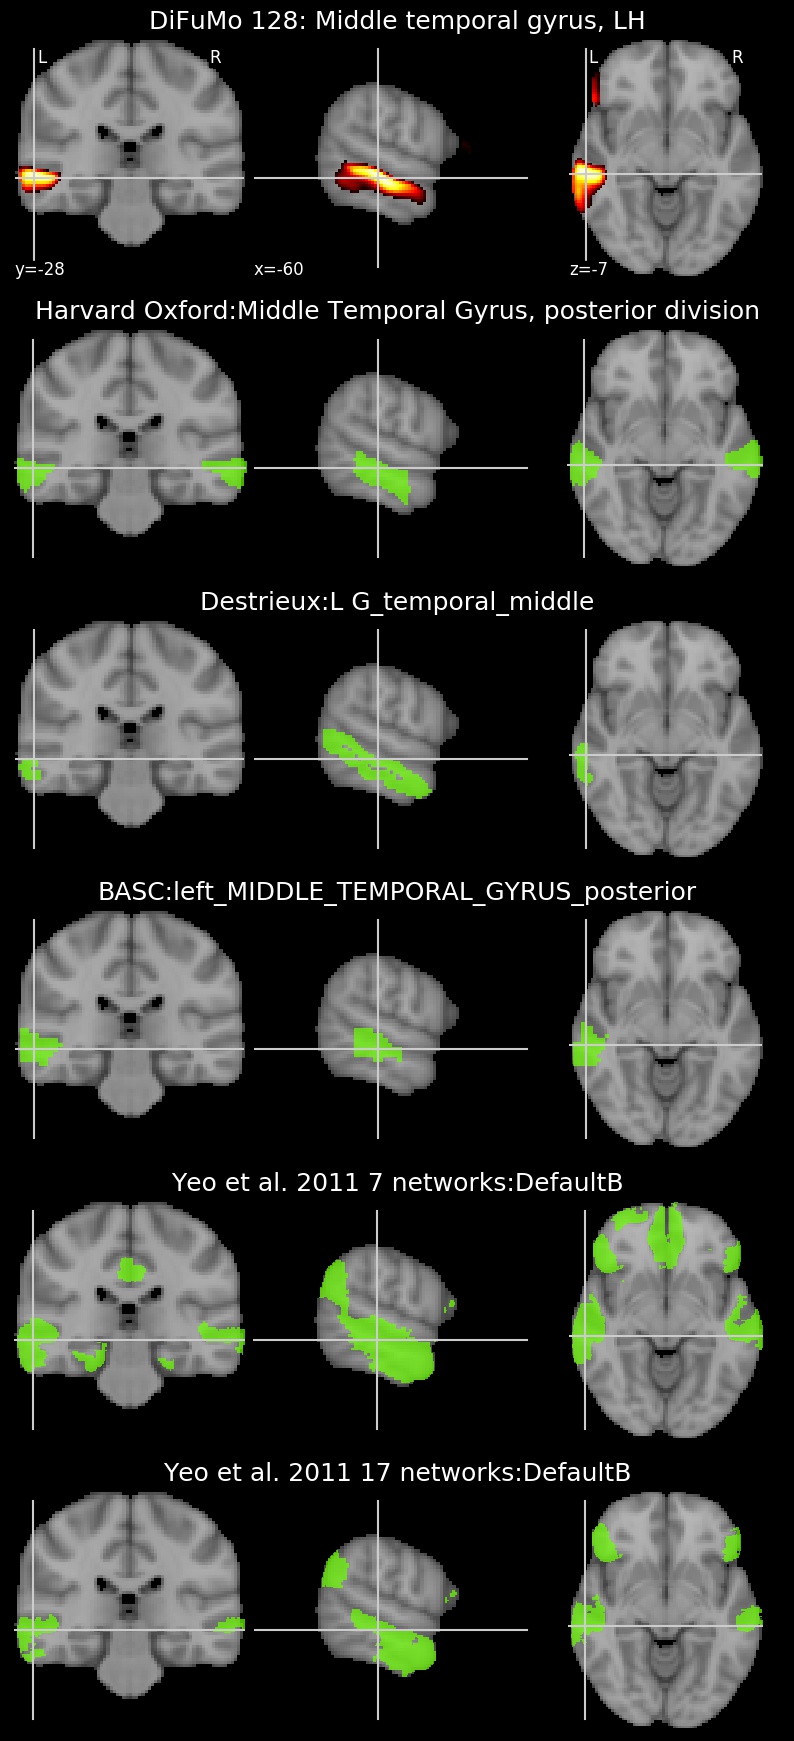 DiFuMo 128: Middle temporal gyrus, LH
L R L R
y=-28 x=-60 z=-7
Harvard Oxford:Middle Temporal Gyrus, posterior division
Destrieux:L G_temporal_middle
BASC:left_MIDDLE_TEMPORAL_GYRUS_posterior
Yeo et al. 2011 7 networks:DefaultB
Yeo et al. 2011 17 networks:DefaultB